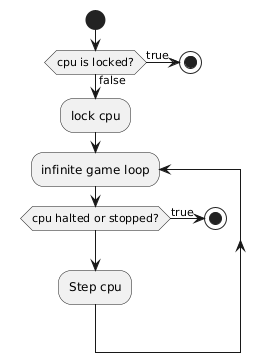 cpu is locked?
true
false
lock cpu
infinite game loop
cpu halted or stopped?
true
Step cpu